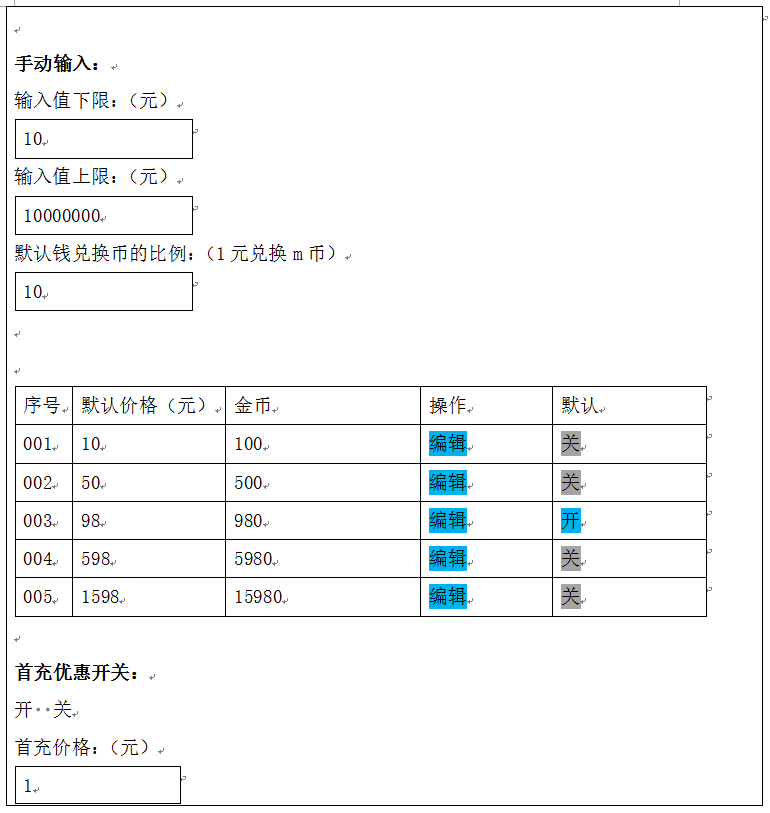 手动输入：
输入值下限：（元）
10
输入值上限：（元）
10000000
默认钱兑换币的比例：（1 元兑换 m 币）
10
序号 默认价格（元） 金币 操作 默认
001 10 100 编辑 关
002 50 500 编辑 关
003 98 980 编辑 开
004 598 5980 编辑 关
005 1598 15980 编辑 关
首充优惠开关：
开··关
首充价格：（元）
1